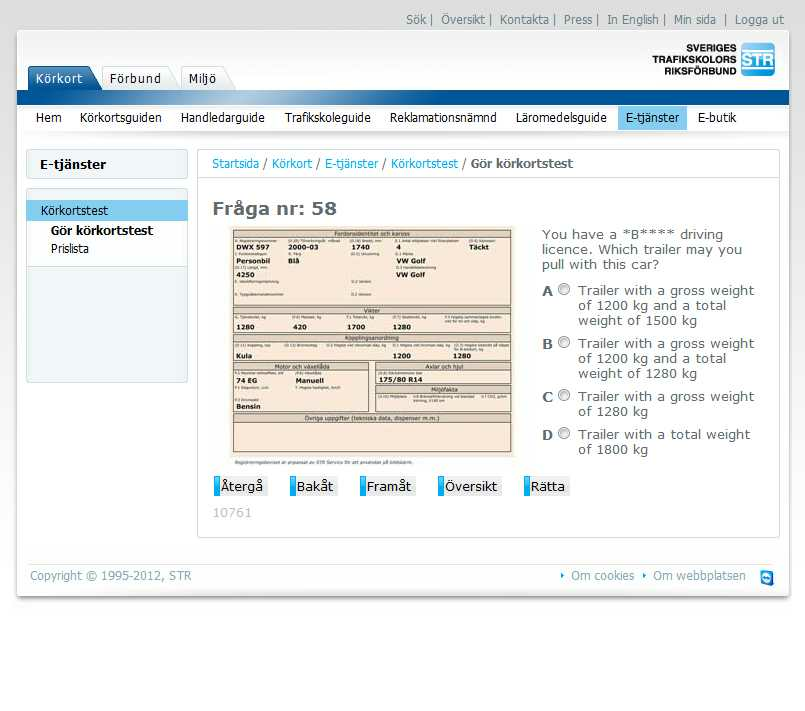 Sök | Översikt | Kontakta | Press | In English | Min sida | Logga ut
SVERIGES
TRAFIKSKOLORS
RIKSFÖRBUND
STR
Körkort Förbund Miljö
Hem Körkortsguiden Handledarguide Trafikskoleguide Reklamationsnämnd Läromedelsguide E-tjänster E-butik
E-tjänster
Körkortstest
Gör körkortstest
Prislista
Startsida / Körkort / E-tjänster / Körkortstest / Gör körkortstest
Fråga nr: 58
Fordonsidentitet och kaross
DWX 597 2000-03 1740 4 Täckt
Personbil Blå VW Golf
4250 VW Golf
Vikter
1280 420 1700 1280
Kopplingsanordning
Kula 1200 1280
Motor och växellåda
74 EG Manuell
Bensin
Axlar och hjul
175/80 R14
Miljöfakta
Övriga uppgifter (tekniska data, dispenser m.m.)
You have a *B**** driving
licence. Which trailer may you
pull with this car?
A Trailer with a gross weight
of 1200 kg and a total
weight of 1500 kg
B Trailer with a gross weight
of 1200 kg and a total
weight of 1280 kg
C Trailer with a gross weight
of 1280 kg
D Trailer with a total weight
of 1800 kg
Återgå Bakåt Framåt Översikt Rätta
10761
Copyright © 1995-2012, STR
Om cookies Om webbplatsen